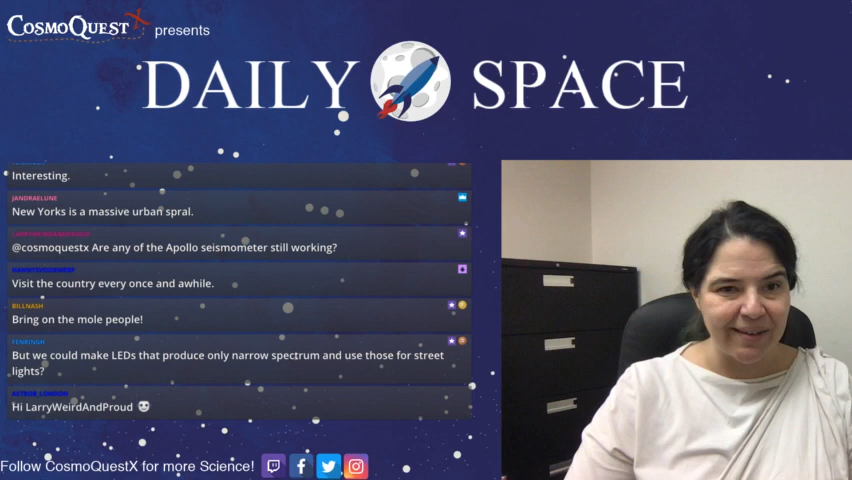 CosmoQuest X presents
DAILY SPACE
Interesting.
JANDRAELUNE
New Yorks is a massive urban spral.
@cosmoquestx Are any of the Apollo seismometer still working?
Visit the country every once and awhile.
BILLNASH
Bring on the mole people!
FENRINGH
But we could make LEDs that produce only narrow spectrum and use those for street
lights?
ASTROB_LONDON
Hi LarryWeirdAndProud
Follow CosmoQuestX for more Science!